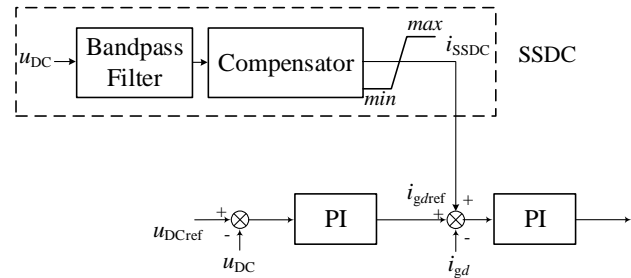 max
u_DC
Bandpass
Filter
Compensator
i_SSDC
SSDC
min
i_gdref
+
+
PI
+
PI
-
-
u_DCref
u_DC
i_gd